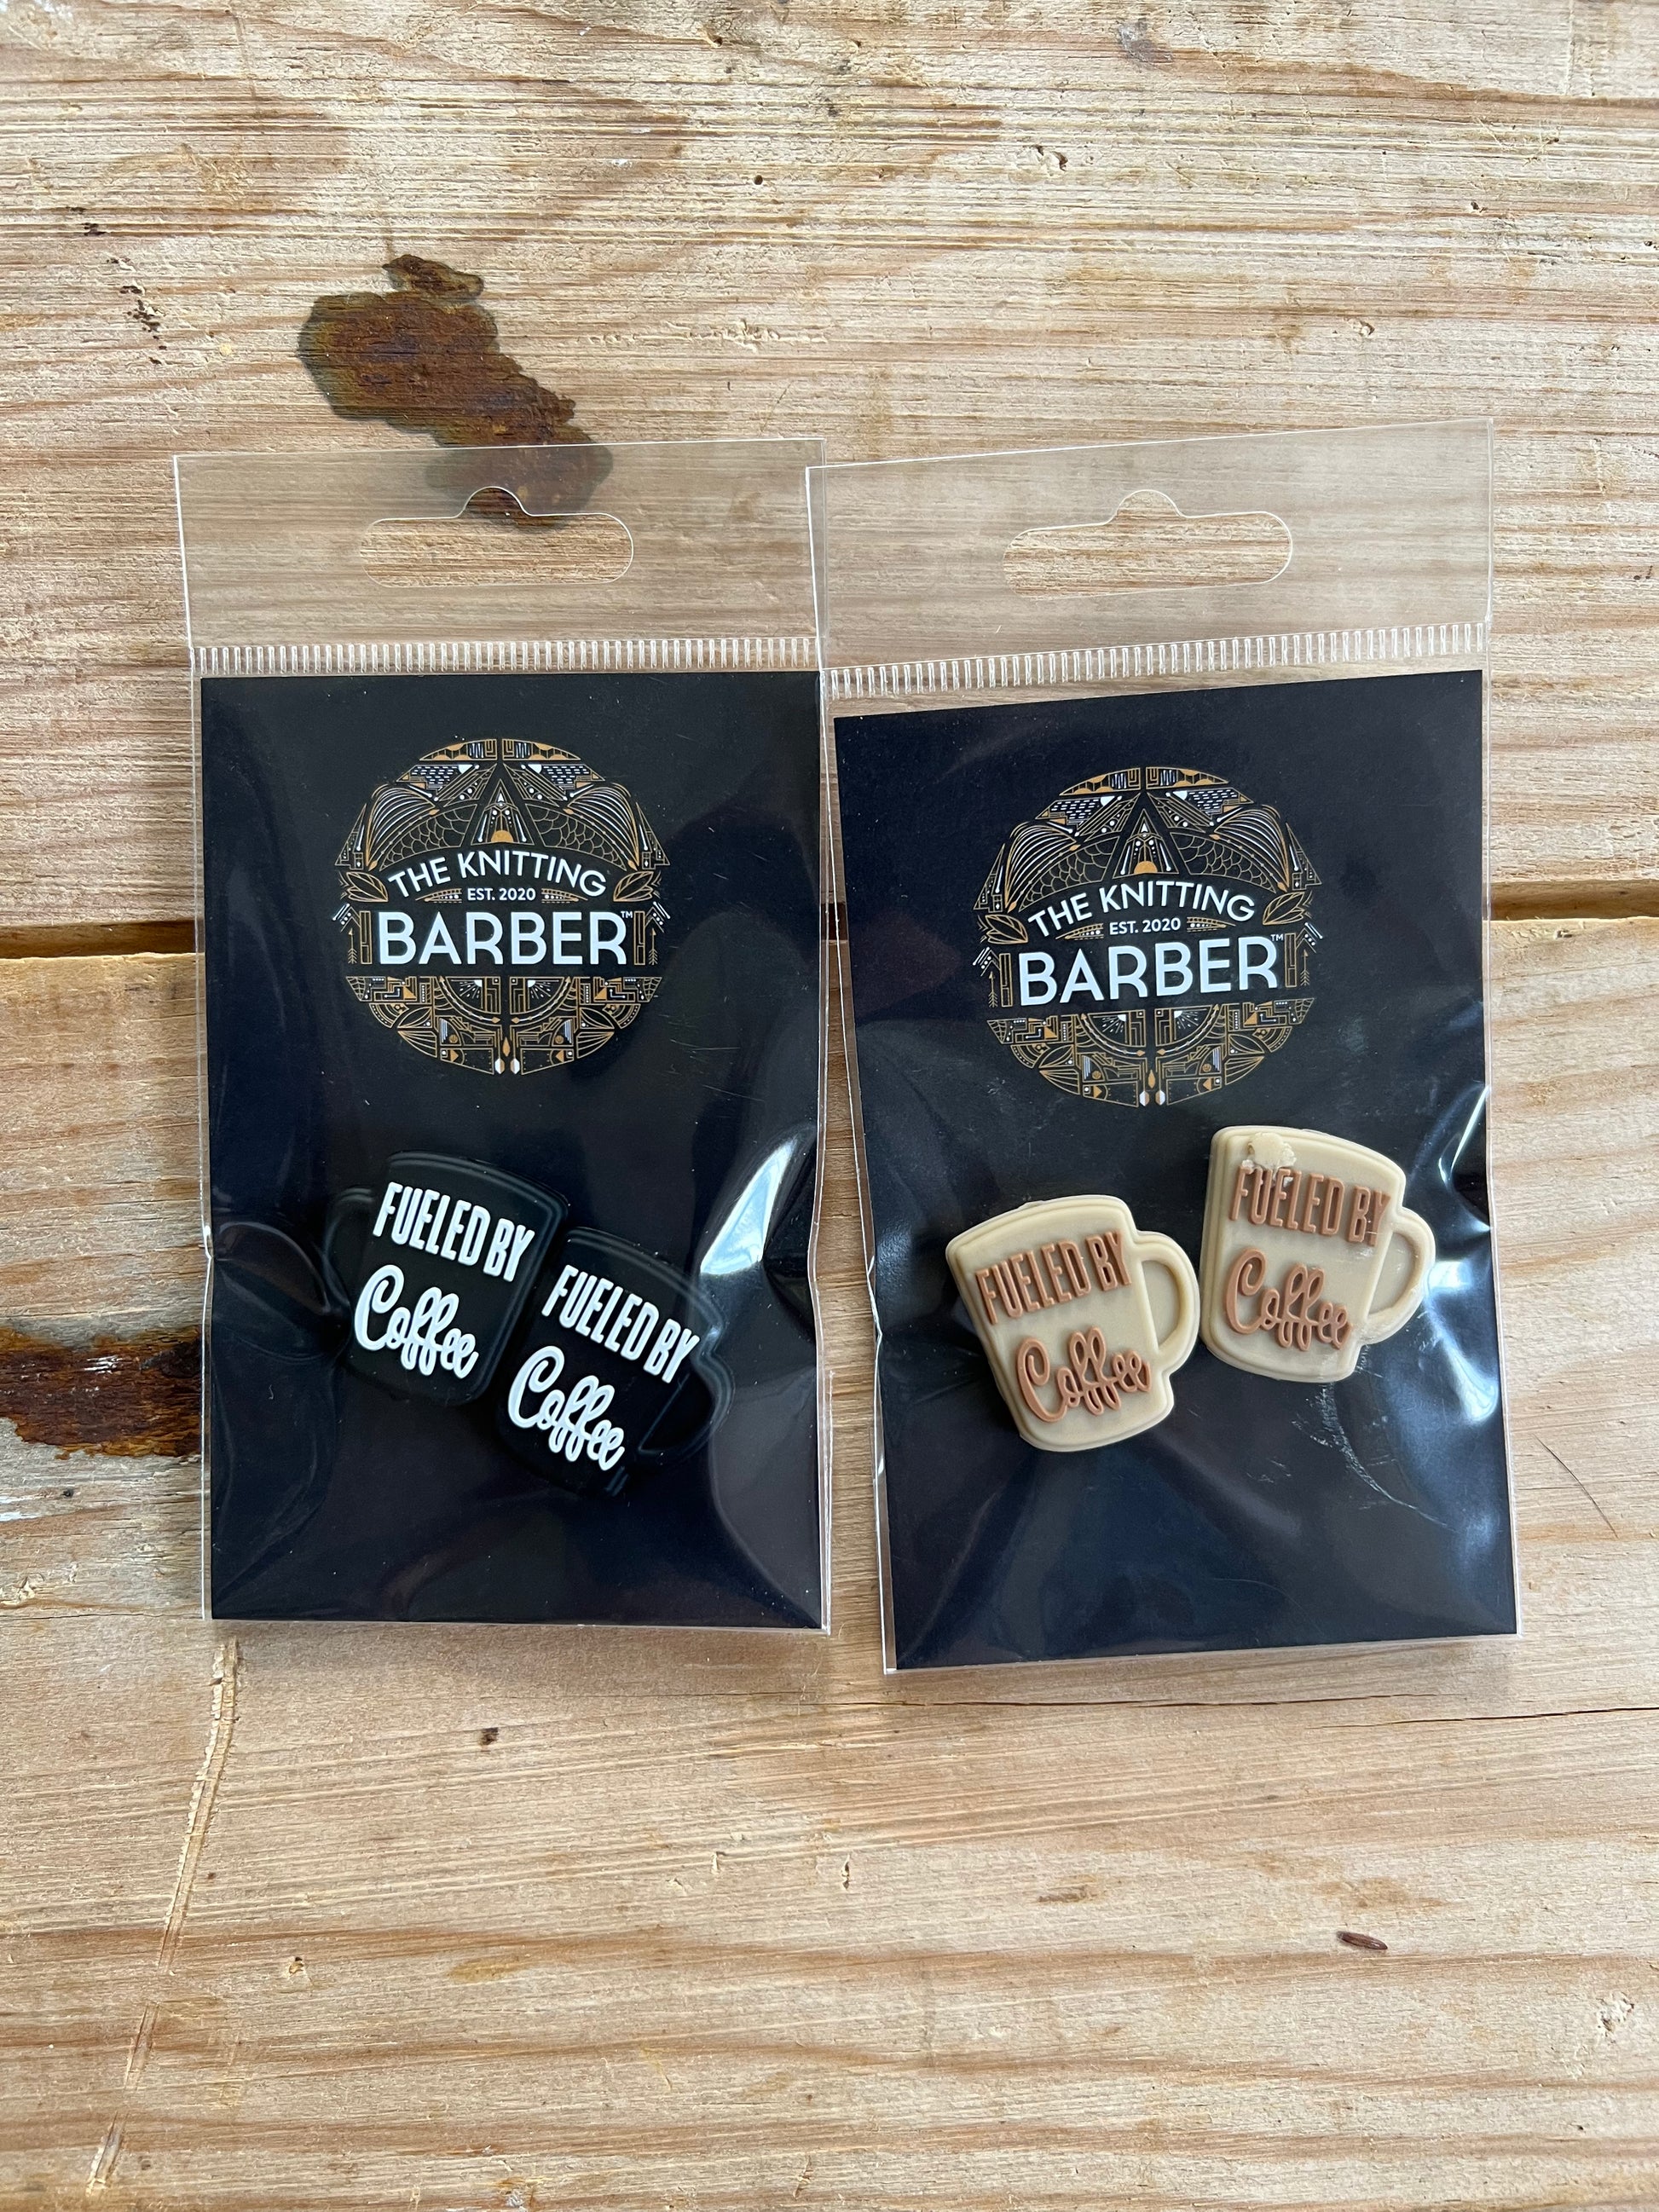 THE KNITTING
EST. 2020
BARBER™
FUELED BY
Coffee
FUELED BY
Coffee
THE KNITTING
EST. 2020
BARBER™
FUELED BY
Coffee
FUELED BY
Coffee